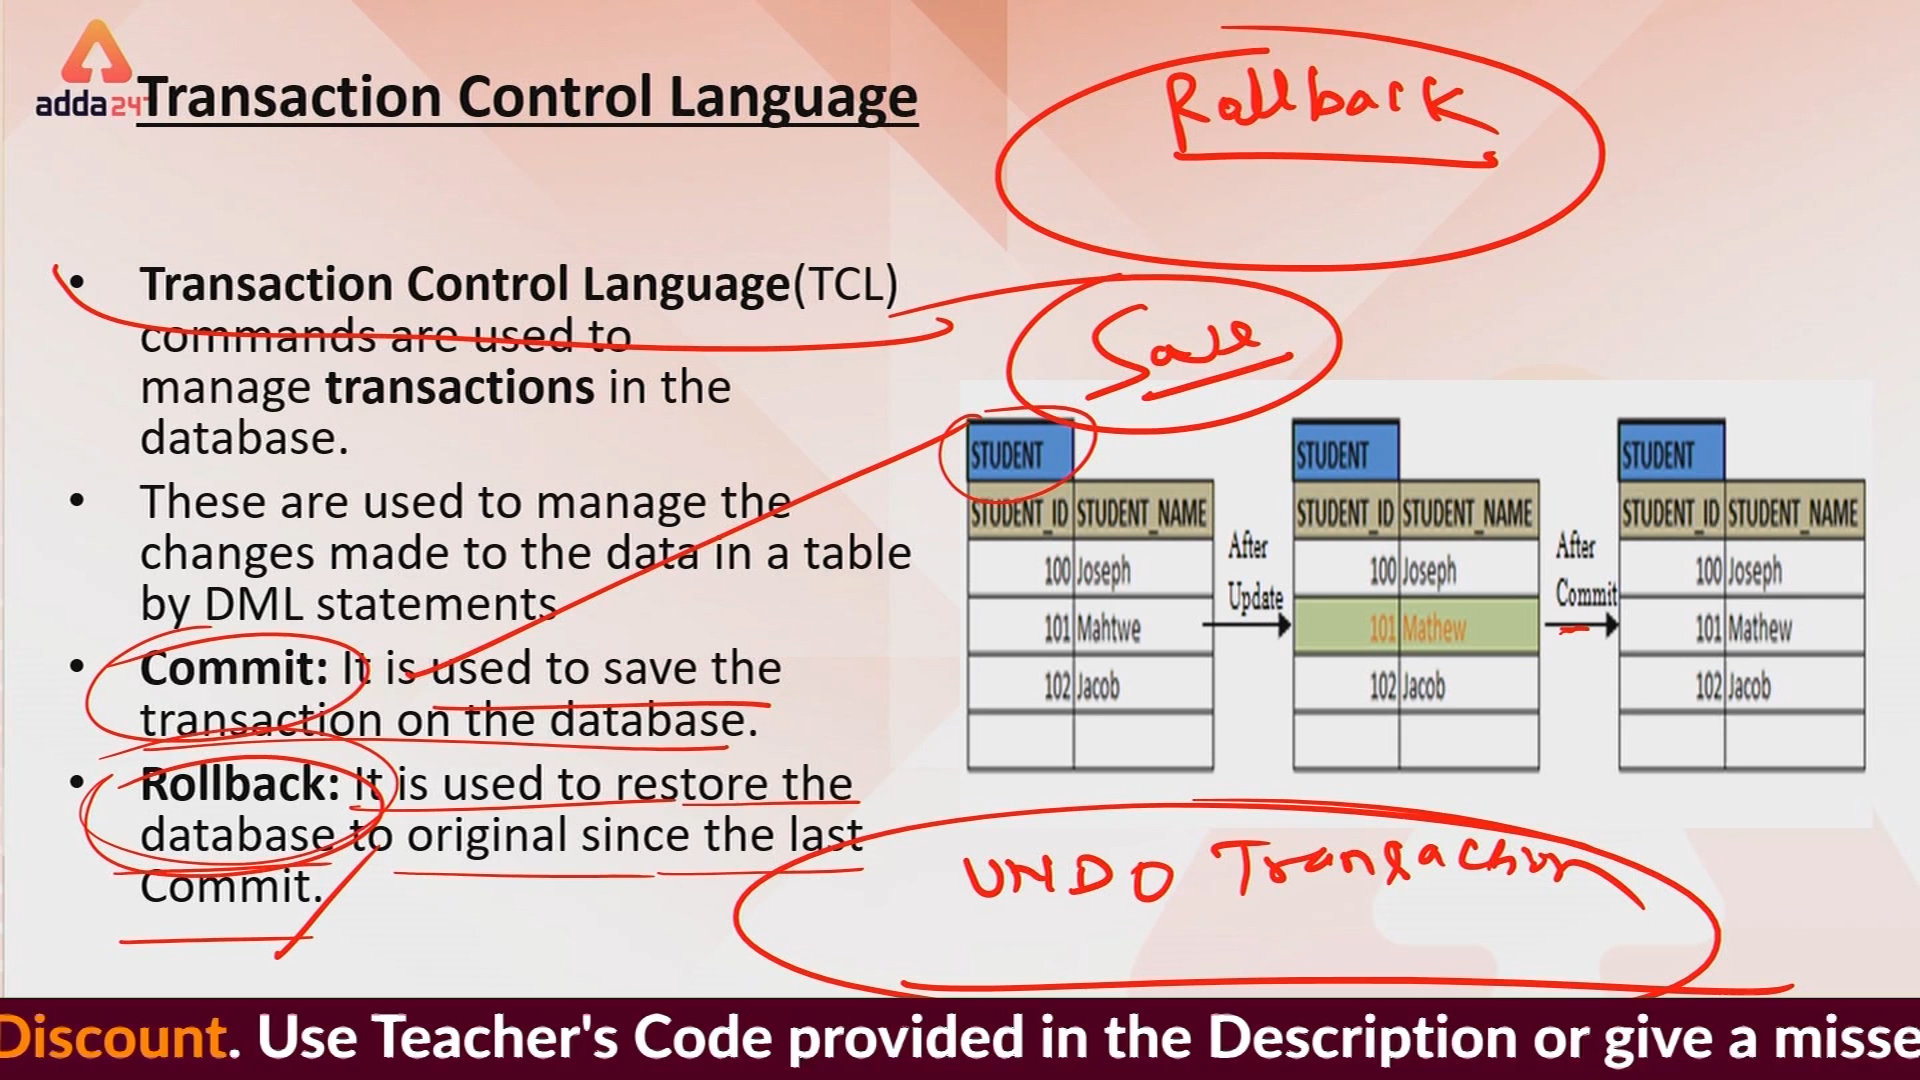 adda 247
Transaction Control Language
Rollback
• Transaction Control Language(TCL)
commands are used to
manage transactions in the
database.
• These are used to manage the
changes made to the data in a table
by DML statements
• Commit: It is used to save the
transaction on the database.
• Rollback: It is used to restore the
database to original since the last
Commit.
Save
STUDENT
STUDENT_ID STUDENT_NAME
100 Joseph
101 Mahtwe
102 Jacob
After
Update
STUDENT
STUDENT_ID STUDENT_NAME
100 Joseph
101 Mathew
102 Jacob
After
Commit
STUDENT
STUDENT_ID STUDENT_NAME
100 Joseph
101 Mathew
102 Jacob
UNDO Transaction
Discount. Use Teacher's Code provided in the Description or give a misse